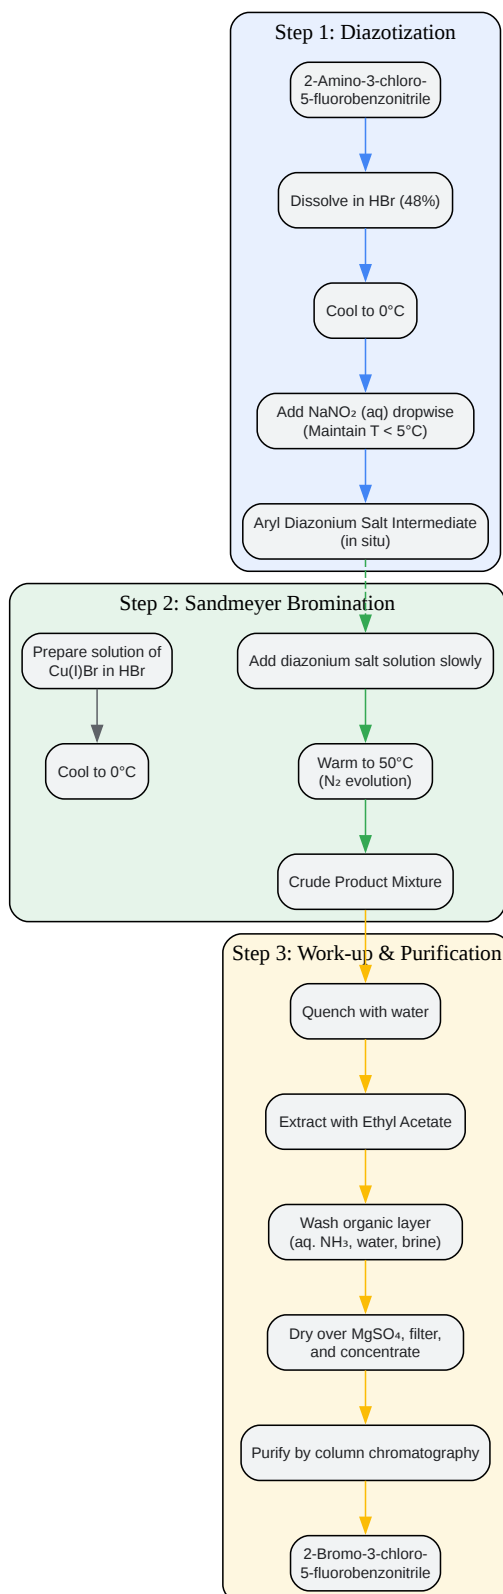 Step 1: Diazotization
2-Amino-3-chloro-
5-fluorobenzonitrile
Dissolve in HBr (48%)
Cool to 0°C
Add NaNO₂ (aq) dropwise
(Maintain T < 5°C)
Aryl Diazonium Salt Intermediate
(in situ)
Step 2: Sandmeyer Bromination
Prepare solution of
Cu(I)Br in HBr
Cool to 0°C
Add diazonium salt solution slowly
Warm to 50°C
(N₂ evolution)
Crude Product Mixture
Step 3: Work-up & Purification
Quench with water
Extract with Ethyl Acetate
Wash organic layer
(aq. NH₃, water, brine)
Dry over MgSO₄, filter,
and concentrate
Purify by column chromatography
2-Bromo-3-chloro-
5-fluorobenzonitrile